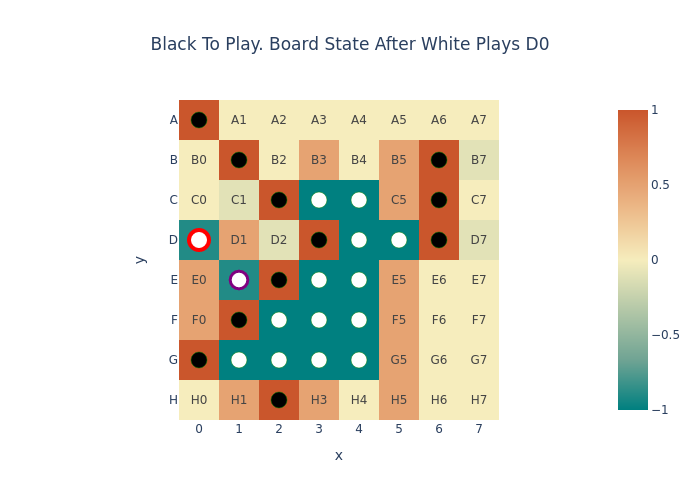 Black To Play. Board State After White Plays D0
A A1 A2 A3 A4 A5 A6 A7
B B0 B2 B3 B4 B5 B7
C C0 C1 C5 C7
D D1 D2 D7
E E0 E5 E6 E7
F F0 F5 F6 F7
G G5 G6 G7
H H0 H1 H3 H4 H5 H6 H7
0 1 2 3 4 5 6 7
x
y
1
0.5
0
−0.5
−1